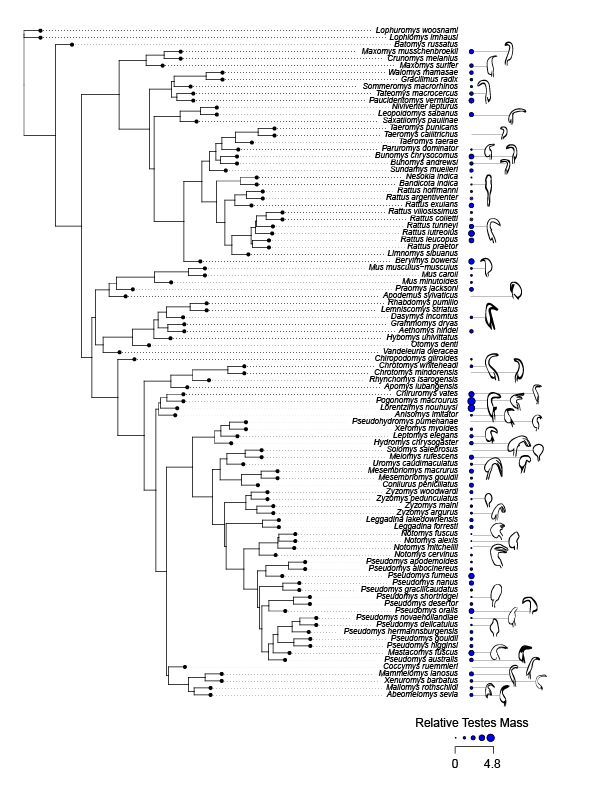 Lophuromys woosnami
Lophiomys imhausi
Batomys russatus
Maxomys musschenbroekii
Crunomys melanius
Maxomys surifer
Waiomys mamasae
Gracilimus radix
Sommeromys macrorhinos
Tateomys macrocercus
Paucidentomys vermidax
Niviventer lepturus
Leopoldomys sabanus
Saxatilomys paulinae
Taeromys punicans
Taeromys callitrichus
Taeromys taerae
Paruromys dominator
Bunomys chrysocomus
Bunomys andrewsi
Sundamys muelleri
Nesokia indica
Bandicota indica
Rattus hoffmanni
Rattus argentiventer
Rattus exulans
Rattus villosissimus
Rattus colletti
Rattus tunneyi
Rattus lutreolus
Rattus leucopus
Rattus praetor
Limnomys sibuanus
Berylmys bowersi
Mus musculus-musculus
Mus caroli
Mus minutoides
Praomys jacksoni
Apodemus sylvaticus
Rhabdomys pumilio
Lemniscomys striatus
Dasymys incomtus
Grammomys dryas
Aethomys hindei
Hybomys univittatus
Otomys denti
Vandeleuria oleracea
Chiropodomys gliroides
Chrotomys whiteheadi
Chrotomys mindorensis
Rhynchomys isarogensis
Apomys lubangensis
Chiruromys vates
Pogonomys macrourus
Lorentzimys nouhuysi
Anisomys imitator
Pseudohydromys pumehanae
Xeromys myoides
Leptomys elegans
Hydromys chrysogaster
Solomys salebrosus
Melomys rufescens
Uromys caudimaculatus
Mesembriomys macrurus
Mesembriomys gouldii
Conilurus penicillatus
Zyzomys woodwardi
Zyzomys pedunculatus
Zyzomys maini
Zyzomys argurus
Leggadina lakedownensis
Leggadina forresti
Notomys fuscus
Notomys alexis
Notomys mitchellii
Notomys cervinus
Pseudomys apodemoides
Pseudomys albocinereus
Pseudomys fumeus
Pseudomys nanus
Pseudomys gracilicaudatus
Pseudomys shortridgei
Pseudomys desertor
Pseudomys oralis
Pseudomys novaehollandiae
Pseudomys delicatulus
Pseudomys hermannsburgensis
Pseudomys gouldii
Pseudomys higginsi
Mastacomys fuscus
Pseudomys australis
Coccymys ruemmleri
Mammelomys lanosus
Xenuromys barbatus
Mallomys rothschildi
Abeomelomys sevia
Relative Testes Mass
0 4.8